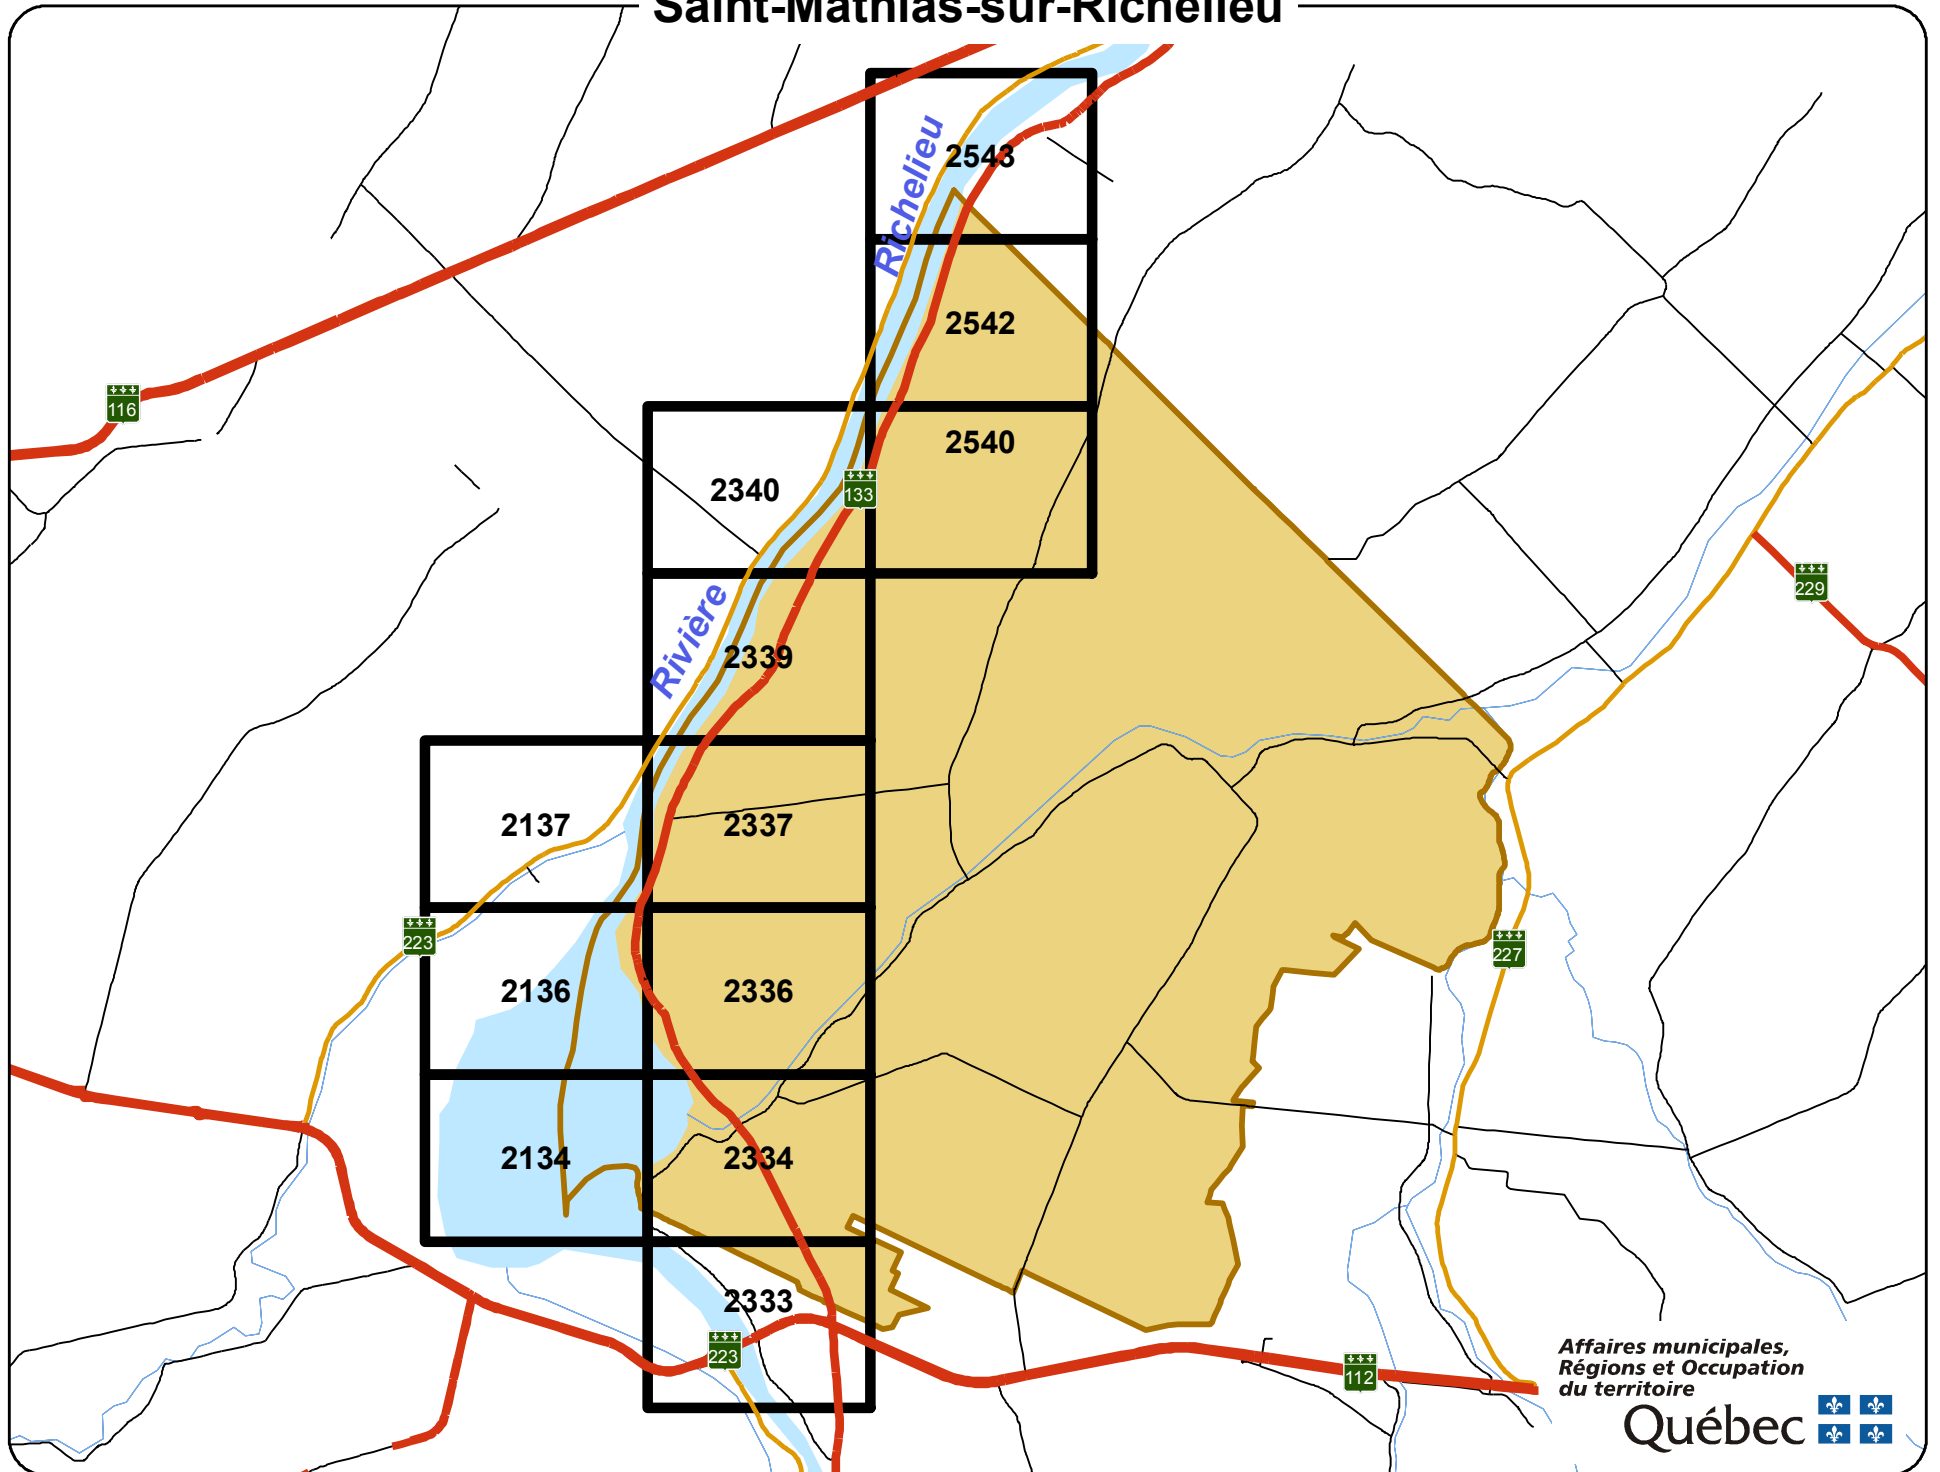 Saint-Mathias-sur-Richelieu
2543
Richelieu
2542
116
2540
2340
133
229
Rivière
2339
2137
2337
223
227
2136
2336
2134
2334
2333
223
112
Affaires municipales,
Régions et Occupation
du territoire
Québec